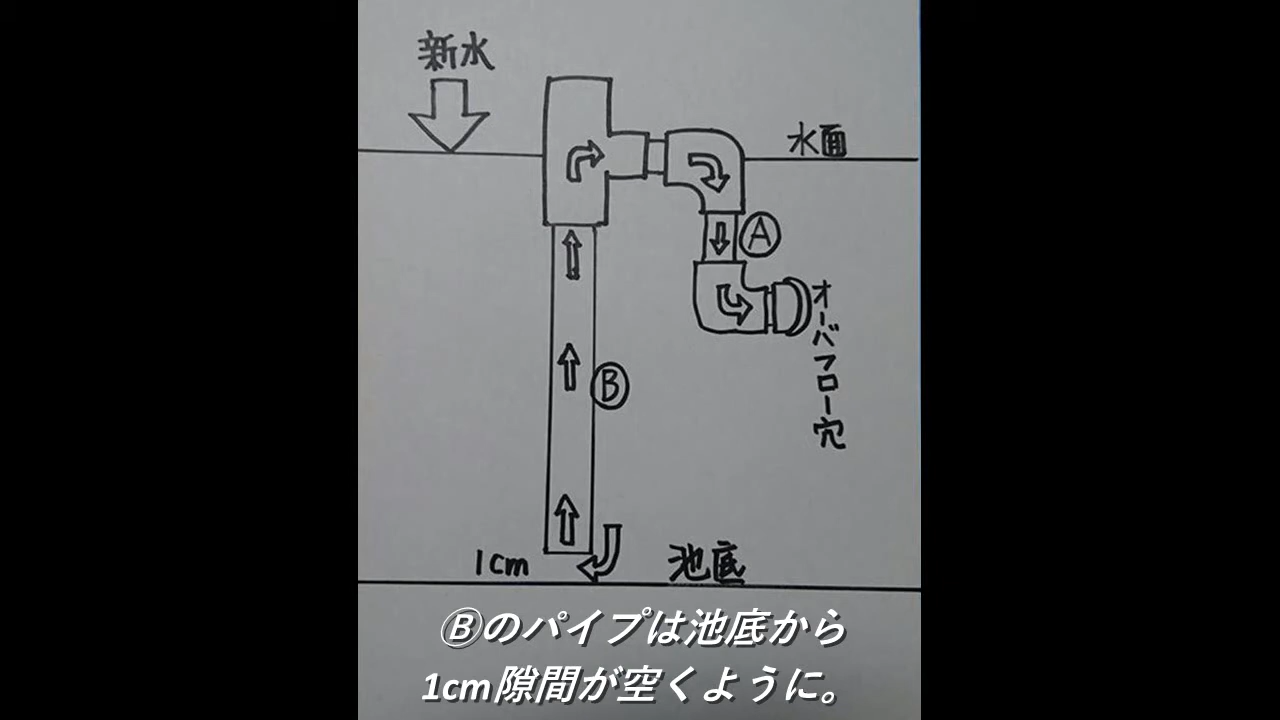 新水
水面
Ⓐ
オーバフロー穴
Ⓑ
1cm
池底
Ⓑのパイプは池底から
1cm隙間が空くように。